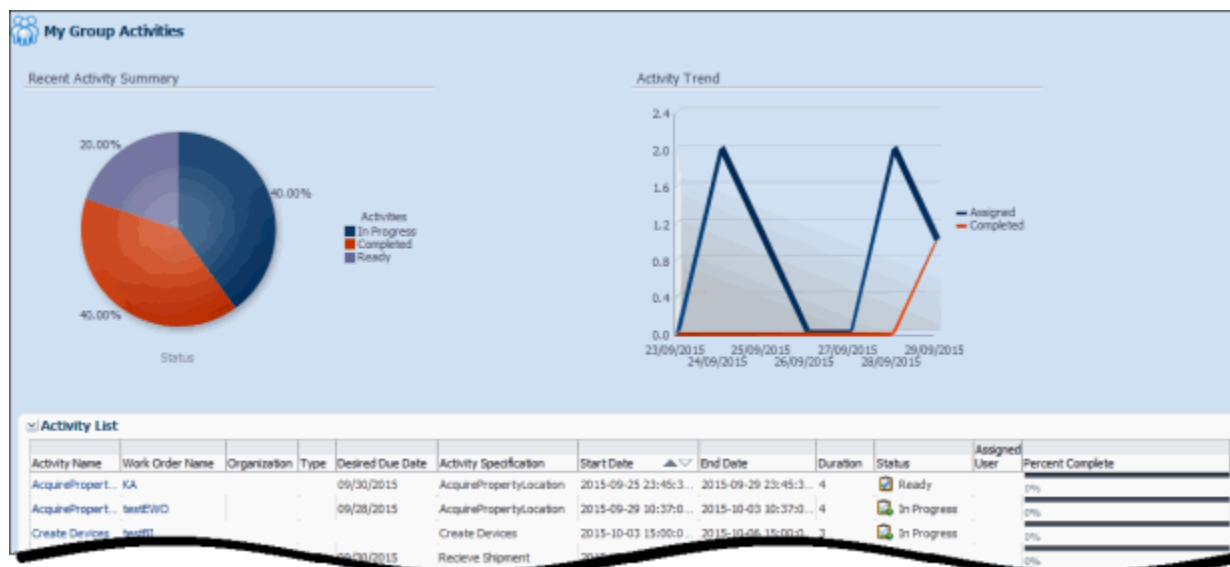 My Group Activities
Recent Activity Summary
Activity Trend
20.00%
40.00%
40.00%
Status
Activities
In Progress
Completed
Ready
2.4
2.0
1.6
1.2
0.8
0.4
0.0
23/09/2015 25/09/2015 27/09/2015 29/09/2015
24/09/2015 26/09/2015 28/09/2015
Assigned
Completed
Activity List
Activity Name Work Order Name Organization Type Desired Due Date Activity Specification Start Date End Date Duration Status Assigned User Percent Complete
AcquirePropert... KA 09/30/2015 AcquirePropertyLocation 2015-09-25 23:45:3... 2015-09-29 23:45:3... 4 Ready 0%
AcquirePropert... testEWO 09/28/2015 AcquirePropertyLocation 2015-09-29 10:37:0... 2015-10-03 10:37:0... 4 In Progress 0%
Create Devices testBI Create Devices 2015-10-03 15:00:0... 2015-10-06 15:00:0... 3 In Progress 0%
09/30/2015 Recieve Shipment 0%